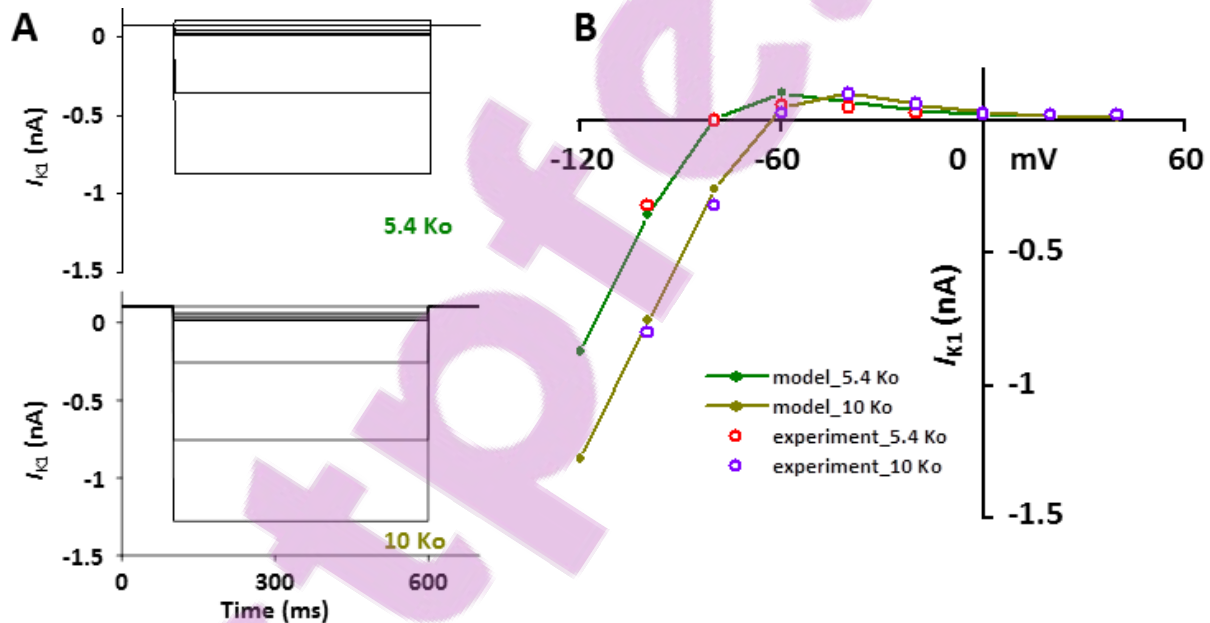 A
0
-0.5
-1
-1.5
IK1 (nA)
5.4 Ko
0
-0.5
-1
-1.5
IK1 (nA)
10 Ko
0
300
600
Time (ms)
B
-120
-60
0
mV
60
-0.5
-1
-1.5
IK1 (nA)
model_5.4 Ko
model_10 Ko
experiment_5.4 Ko
experiment_10 Ko